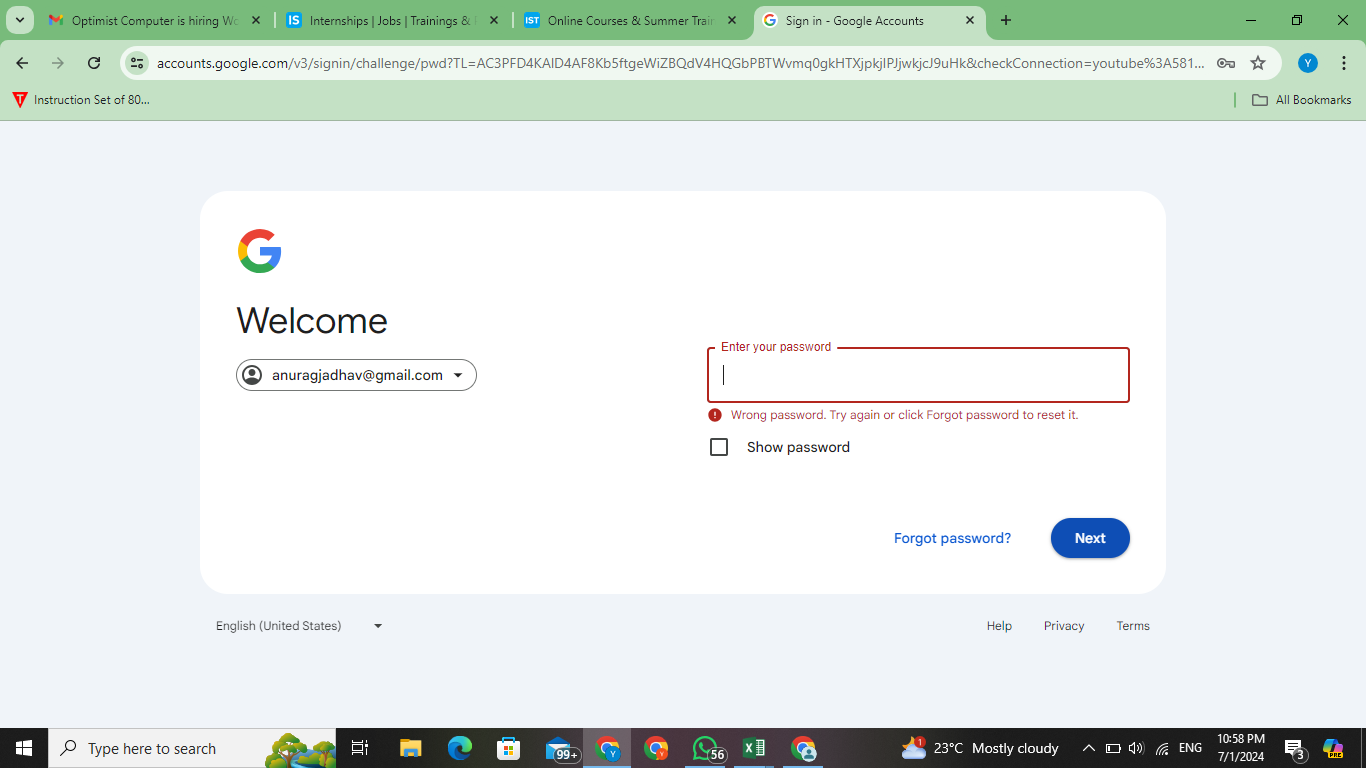 Optimist Computer is hiring Wo
Internships | Jobs | Trainings &
Online Courses & Summer Train
Sign in - Google Accounts
accounts.google.com/v3/signin/challenge/pwd?TL=AC3PFD4KAlD4AF8Kb5ftgeWiZBQdV4HQGbPBTWvmq0gkHTXjpkjIPJjwkjcJ9uHk&checkConnection=youtube%3A581...
Y
Instruction Set of 80...
All Bookmarks
Welcome
anuragjadhav@gmail.com
Enter your password
Wrong password. Try again or click Forgot password to reset it.
Show password
Forgot password?
Next
English (United States)
Help
Privacy
Terms
Type here to search
99+
Y
56
1
23°C Mostly cloudy
ENG
10:58 PM
7/1/2024
3
PRE